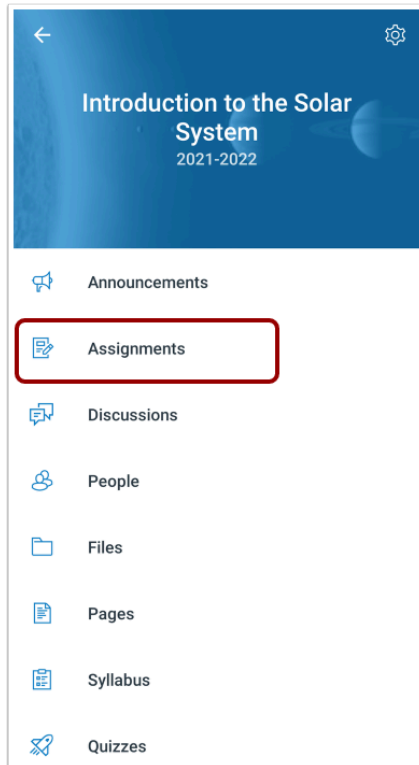 Introduction to the Solar
System
2021-2022
Announcements
Assignments
Discussions
People
Files
Pages
Syllabus
Quizzes